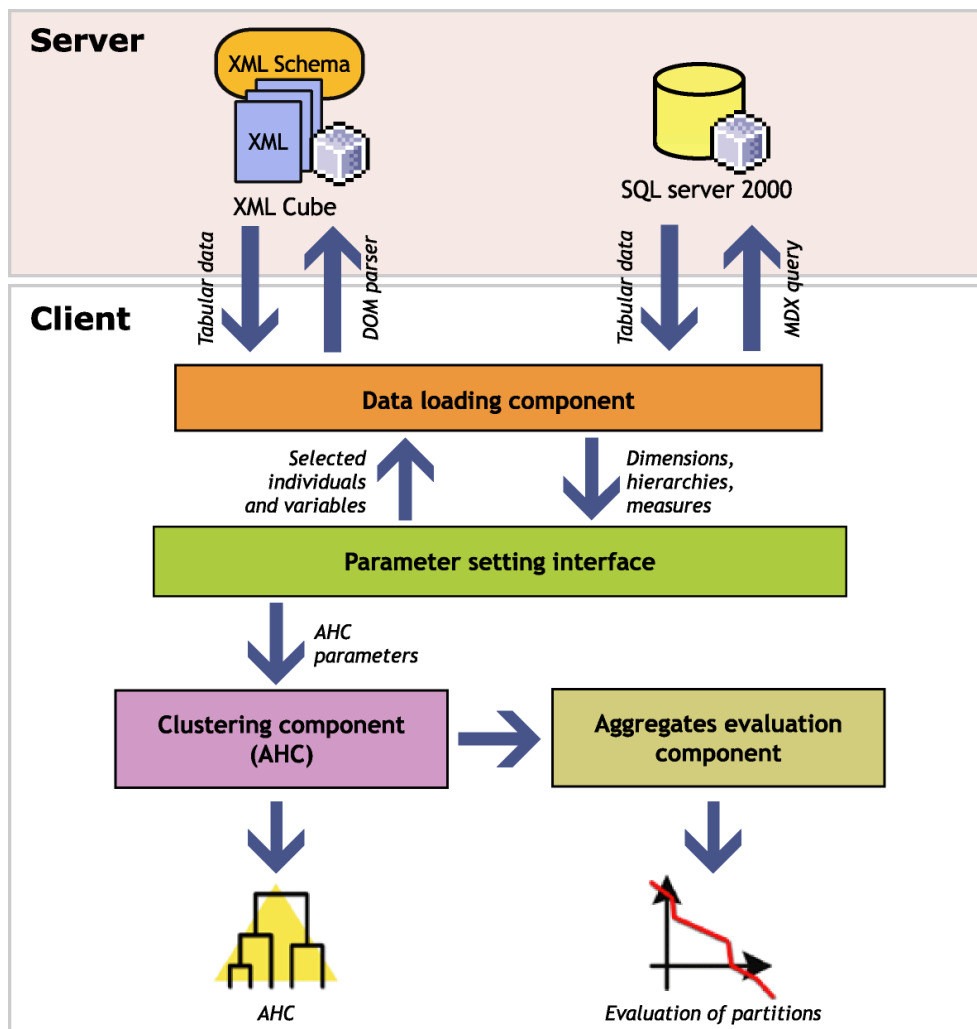 Server
XML Schema
XML
XML Cube
SQL server 2000
Tabular data
DOM parser
Tabular data
MDX query
Client
Data loading component
Selected
individuals
and variables
Dimensions,
hierarchies,
measures
Parameter setting interface
AHC
parameters
Clustering component
(AHC)
Aggregates evaluation
component
AHC
Evaluation of partitions